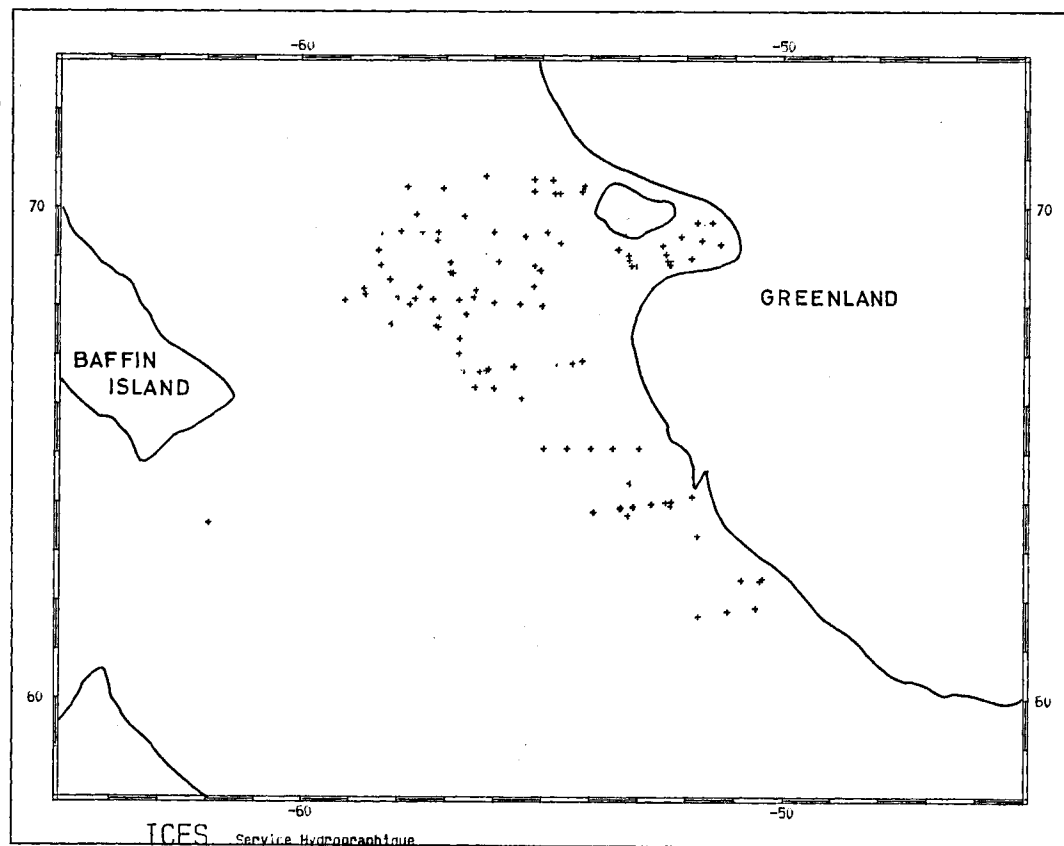 -60 -50
70 70
GREENLAND
BAFFIN
ISLAND
60 60
-60 -50
ICES Service Hydrographique